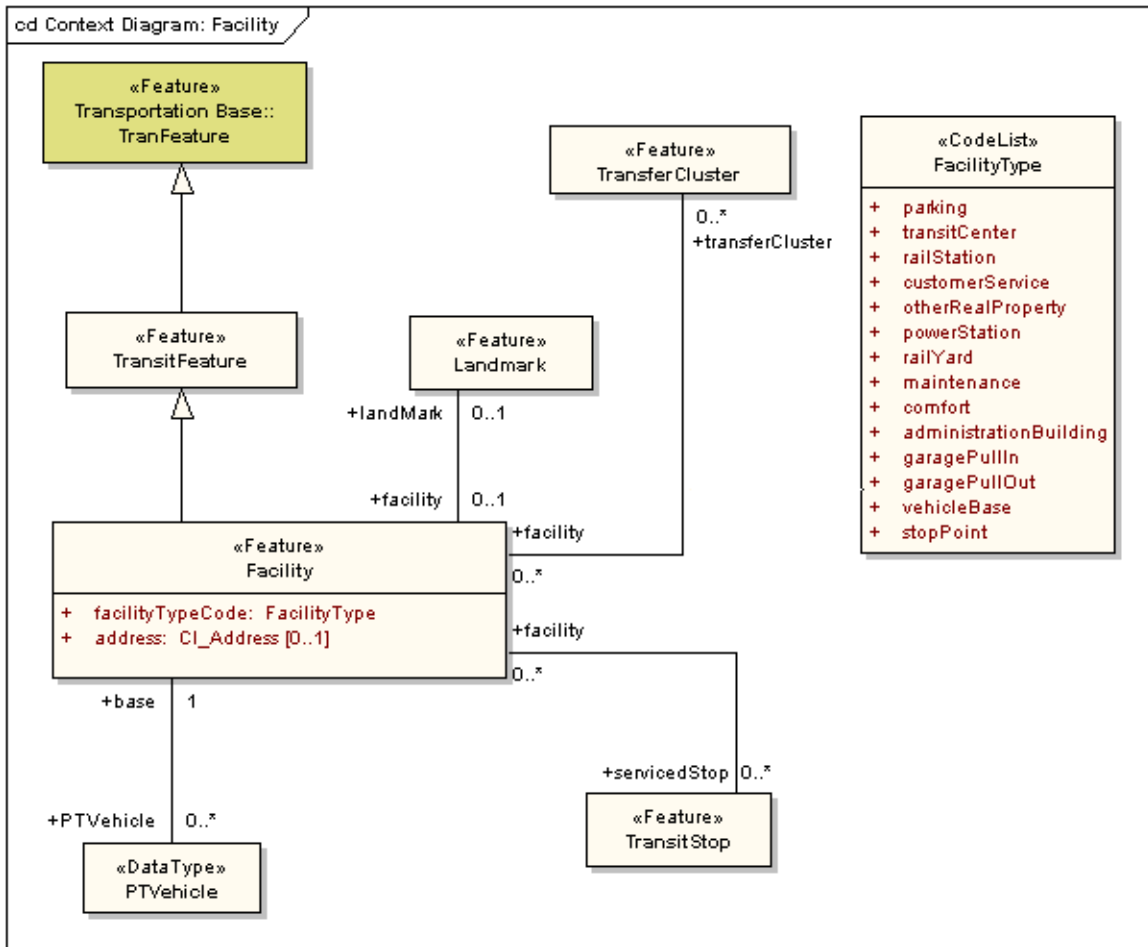 cd Context Diagram: Facility
«Feature»
Transportation Base::
TranFeature
«Feature»
TransferCluster
0..*
+transferCluster
«CodeList»
FacilityType
+ parking
+ transitCenter
+ railStation
+ customerService
+ otherRealProperty
+ powerStation
+ railYard
+ maintenance
+ comfort
+ administrationBuilding
+ garagePullIn
+ garagePullOut
+ vehicleBase
+ stopPoint
«Feature»
TransitFeature
«Feature»
Landmark
+landMark 0..1
+facility 0..1
«Feature»
Facility
+ facilityTypeCode: FacilityType
+ address: CI_Address [0..1]
+facility
0..*
+facility
0..*
+base 1
+PTVehicle 0..*
«DataType»
PTVehicle
+servicedStop 0..*
«Feature»
TransitStop